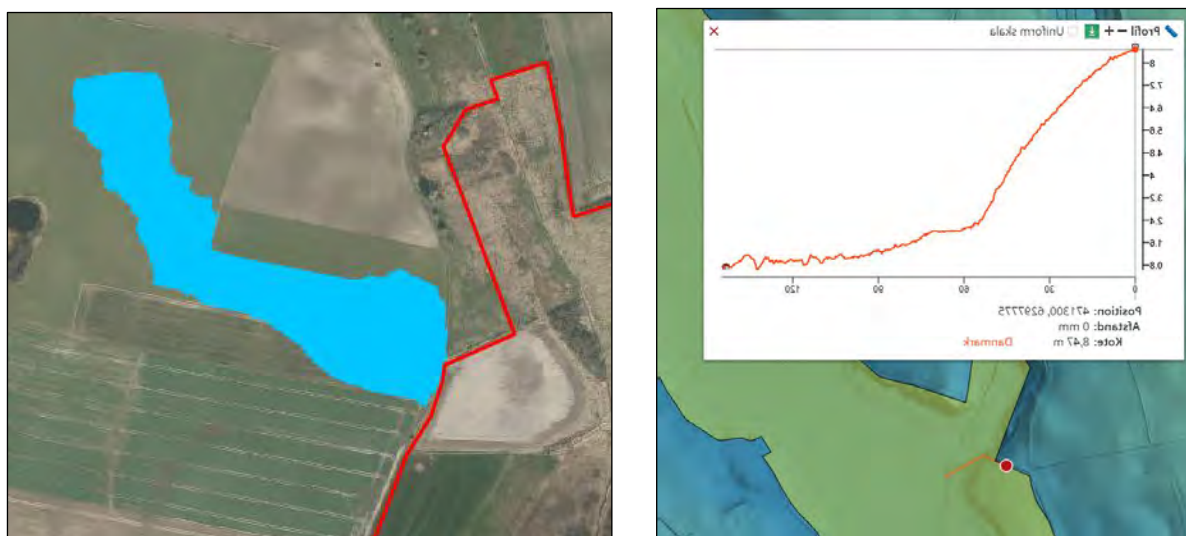 Profil − + Uniform skala ×
8
7.2
6.4
5.6
4.8
4
3.2
2.4
1.6
0.8
0 30 60 90 120
Position: 471300, 6297775
Afstand: 0 mm
Kote: 8,47 m Danmark